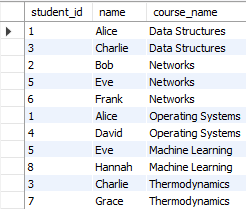 student_id name course_name
1 Alice Data Structures
3 Charlie Data Structures
2 Bob Networks
5 Eve Networks
6 Frank Networks
1 Alice Operating Systems
4 David Operating Systems
5 Eve Machine Learning
8 Hannah Machine Learning
3 Charlie Thermodynamics
7 Grace Thermodynamics